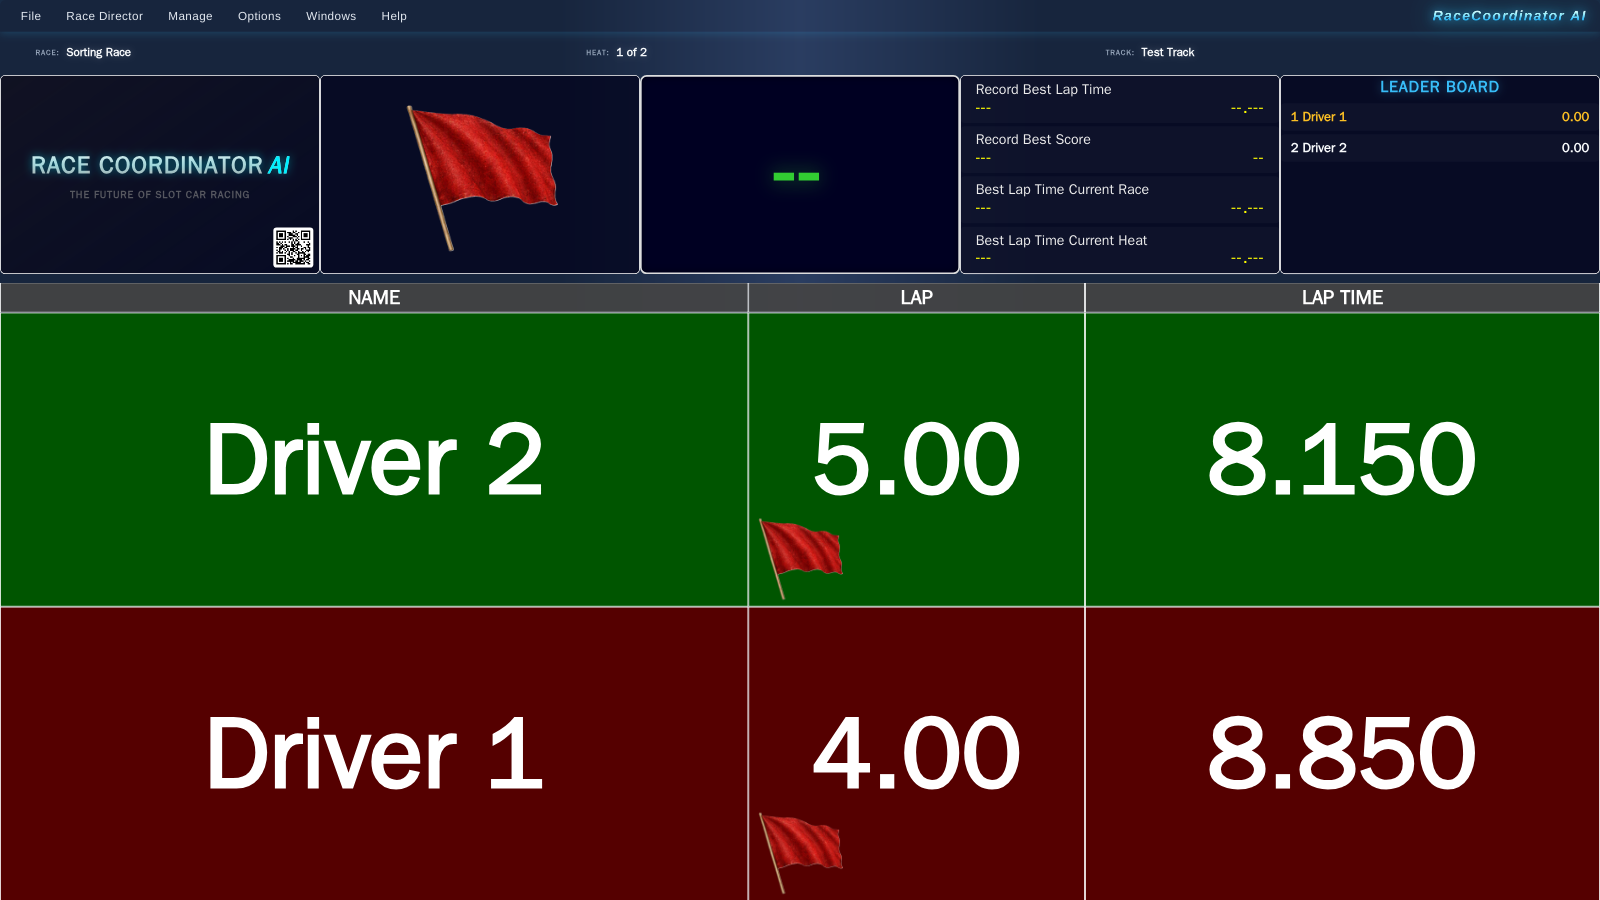 File Race Director Manage Options Windows Help RaceCoordinator AI
RACE: Sorting Race HEAT: 1 of 2 TRACK: Test Track
RACE COORDINATOR AI
THE FUTURE OF SLOT CAR RACING
--
Record Best Lap Time
--- --.---
Record Best Score
--- --
Best Lap Time Current Race
--- --.---
Best Lap Time Current Heat
--- --.---
LEADER BOARD
1 Driver 1 0.00
2 Driver 2 0.00
NAME LAP LAP TIME
Driver 2 5.00 8.150
Driver 1 4.00 8.850